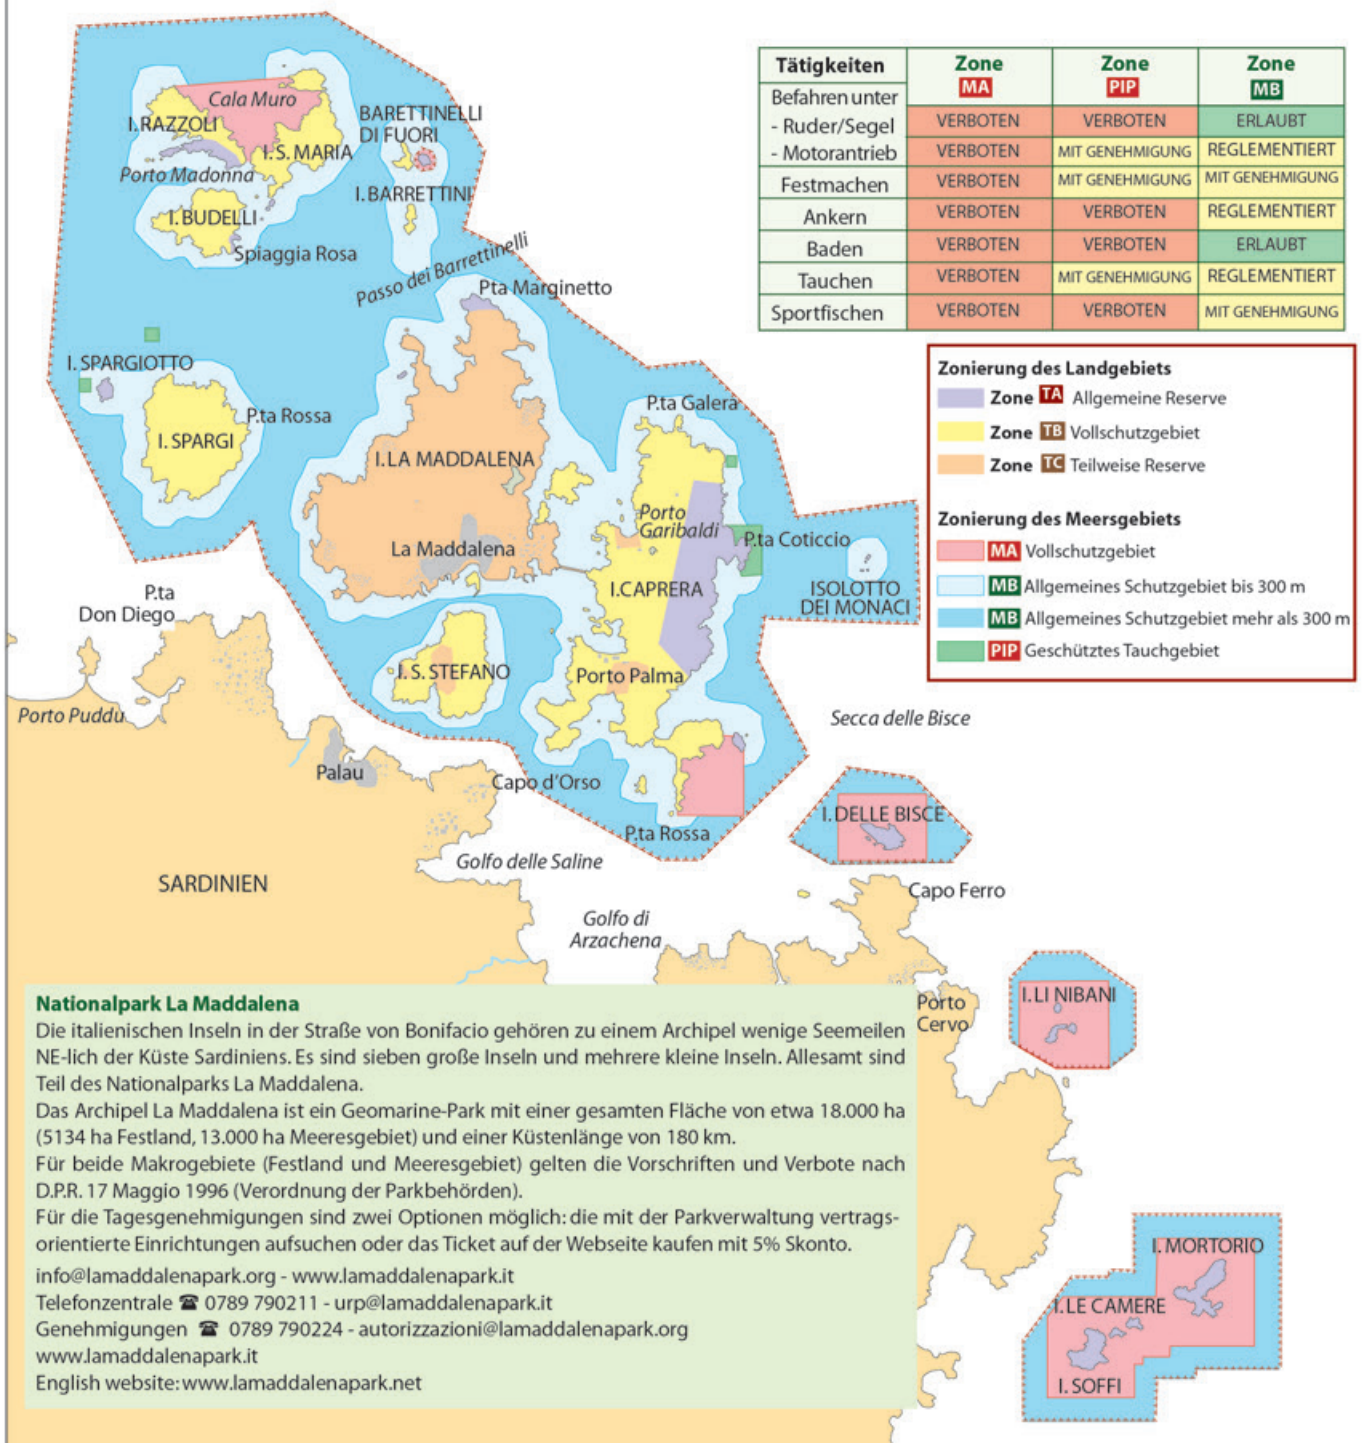 Tätigkeiten
Zone MA
Zone PIP
Zone MB
Befahren unter
- Ruder/Segel VERBOTEN VERBOTEN ERLAUBT
- Motorantrieb VERBOTEN MIT GENEHMIGUNG REGLEMENTIERT
Festmachen VERBOTEN MIT GENEHMIGUNG MIT GENEHMIGUNG
Ankern VERBOTEN VERBOTEN REGLEMENTIERT
Baden VERBOTEN VERBOTEN ERLAUBT
Tauchen VERBOTEN MIT GENEHMIGUNG REGLEMENTIERT
Sportfischen VERBOTEN VERBOTEN MIT GENEHMIGUNG
Zonierung des Landgebiets
Zone TA Allgemeine Reserve
Zone TB Vollschutzgebiet
Zone TC Teilweise Reserve
Zonierung des Meersgebiets
MA Vollschutzgebiet
MB Allgemeines Schutzgebiet bis 300 m
MB Allgemeines Schutzgebiet mehr als 300 m
PIP Geschütztes Tauchgebiet
Cala Muro
I.RAZZOLI
I.S. MARIA
Porto Madonna
I.BUDELLI
Spiaggia Rosa
BARETTINELLI
DI FUORI
I.BARRETTINI
Passo dei Barrettinelli
Pta Marginetto
I. SPARGIOTTO
P.ta Rossa
I. SPARGI
I.LA MADDALENA
La Maddalena
P.ta Galera
Porto
Garibaldi
P.ta Coticcio
I.CAPRERA
ISOLOTTO
DEI MONACI
P.ta
Don Diego
I. S. STEFANO
Porto Palma
Porto Puddu
Palau
Capo d'Orso
P.ta Rossa
Secca delle Bisce
I.DELLE BISCE
Golfo delle Saline
SARDINIEN
Capo Ferro
Golfo di
Arzachena
Porto
Cervo
I.LI NIBANI
I.MORTORIO
I.LE CAMERE
I. SOFFI
Nationalpark La Maddalena
Die italienischen Inseln in der Straße von Bonifacio gehören zu einem Archipel wenige Seemeilen
NE-lich der Küste Sardiniens. Es sind sieben große Inseln und mehrere kleine Inseln. Allesamt sind
Teil des Nationalparks La Maddalena.
Das Archipel La Maddalena ist ein Geomarine-Park mit einer gesamten Fläche von etwa 18.000 ha
(5134 ha Festland, 13.000 ha Meeresgebiet) und einer Küstenlänge von 180 km.
Für beide Makrogebiete (Festland und Meeresgebiet) gelten die Vorschriften und Verbote nach
D.P.R. 17 Maggio 1996 (Verordnung der Parkbehörden).
Für die Tagesgenehmigungen sind zwei Optionen möglich: die mit der Parkverwaltung vertrags-
orientierte Einrichtungen aufsuchen oder das Ticket auf der Webseite kaufen mit 5% Skonto.
info@lamaddalenapark.org - www.lamaddalenapark.it
Telefonzentrale ☎ 0789 790211 - urp@lamaddalenapark.it
Genehmigungen ☎ 0789 790224 - autorizzazioni@lamaddalenapark.org
www.lamaddalenapark.it
English website: www.lamaddalenapark.net